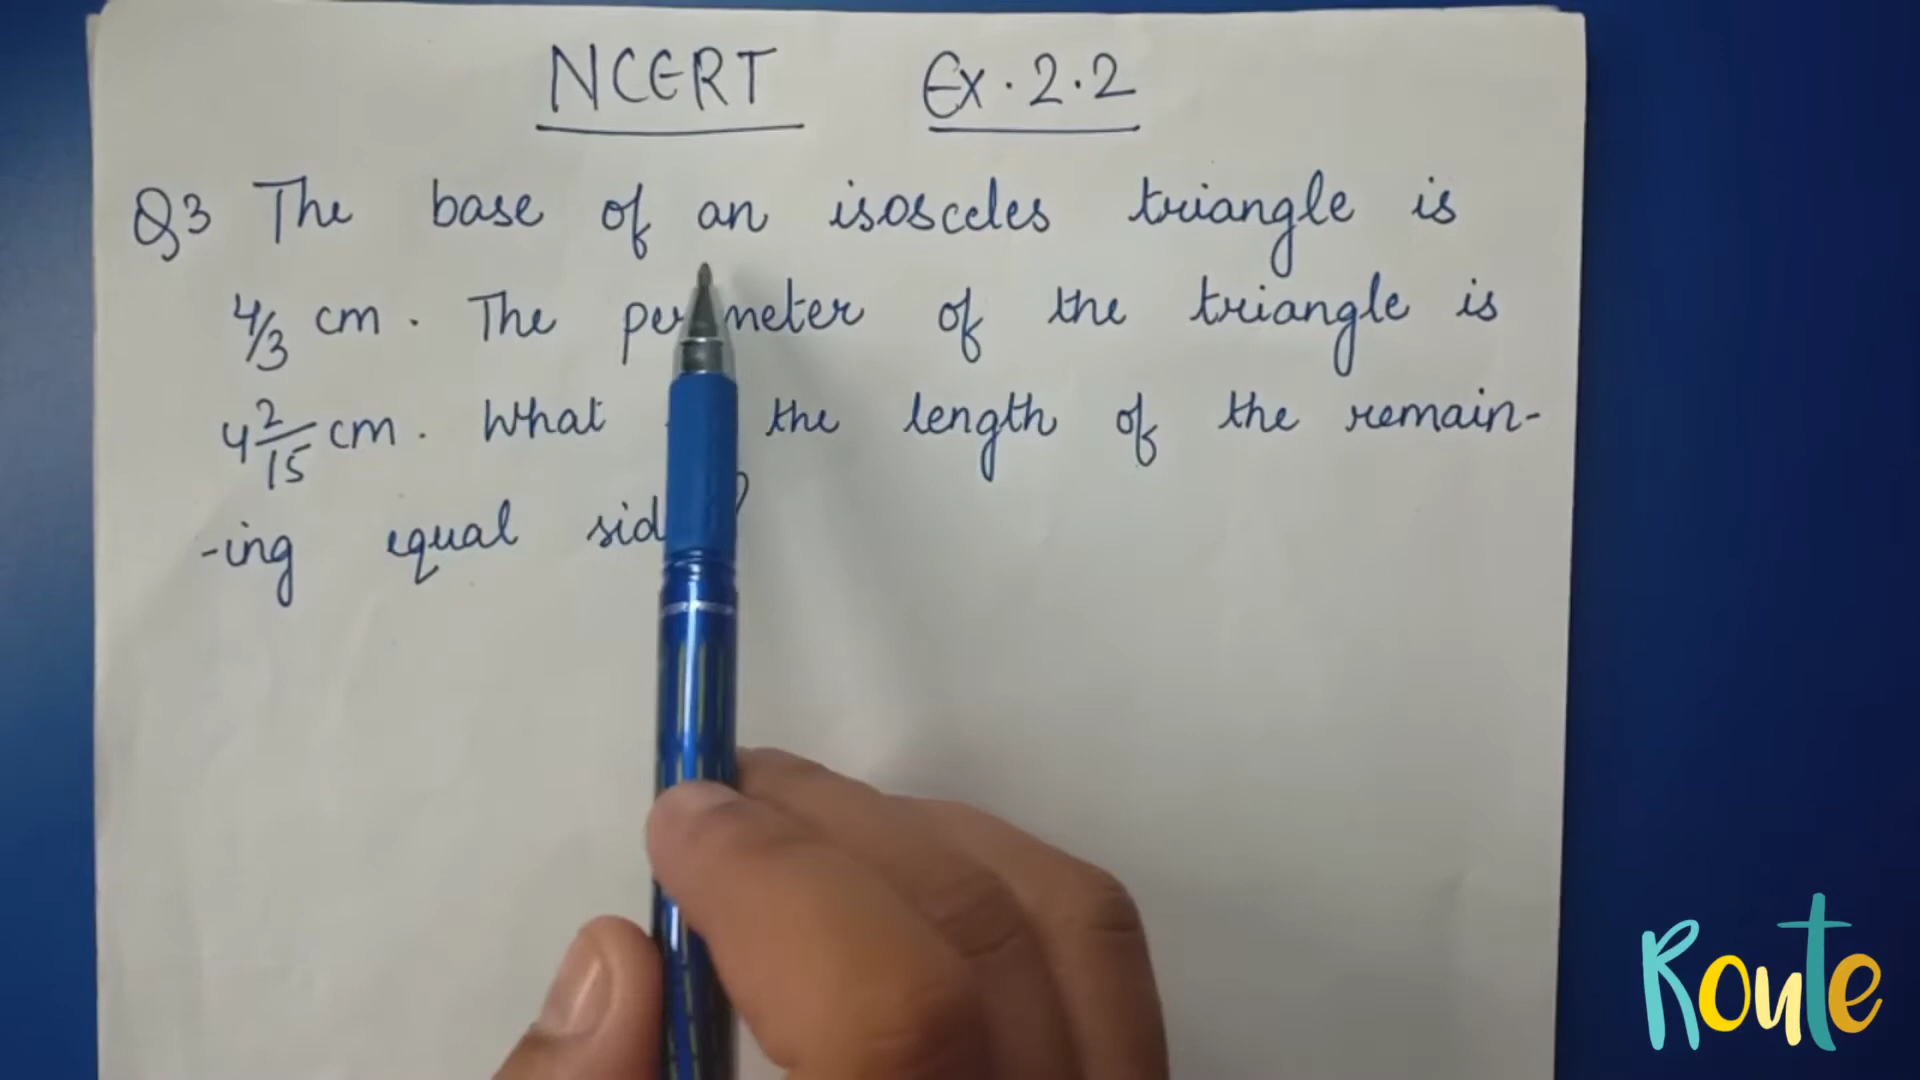 NCERT Ex. 2.2
Q3 The base of an isosceles triangle is
4/3 cm. The perimeter of the triangle is
4 2/15 cm. What the length of the remain-
-ing equal
Route